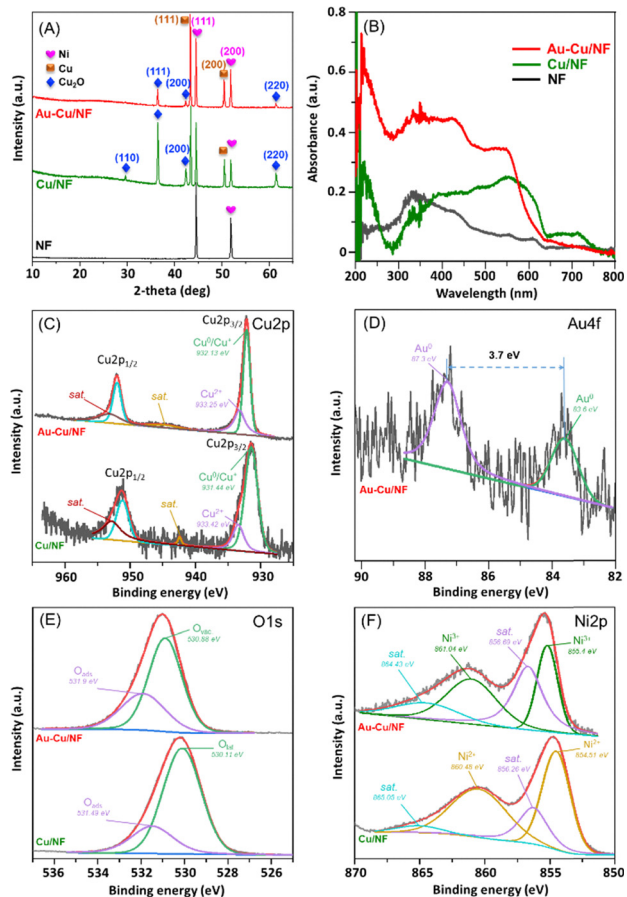 (A)
(111)
(111)
(200)
(200)
(111)
(200)
(220)
Ni
Cu
Cu2O
Au-Cu/NF
(110)
(200)
(220)
Cu/NF
NF
Intensity (a.u.)
10 20 30 40 50 60
2-theta (deg)
(B)
Au-Cu/NF
Cu/NF
NF
Absorbance (a.u.)
0.8
0.6
0.4
0.2
0
200 300 400 500 600 700 800
Wavelength (nm)
(C)
Cu2p3/2
Cu2p
Cu2p1/2
Cu0/Cu+
932.13 eV
sat.
sat.
Cu2+
933.25 eV
Au-Cu/NF
Cu2p3/2
Cu2p1/2
Cu0/Cu+
931.44 eV
sat.
sat.
Cu2+
933.42 eV
Cu/NF
Intensity (a.u.)
960 950 940 930
Binding energy (eV)
(D)
Au4f
Au0
87.3 eV
3.7 eV
Au0
83.6 eV
Au-Cu/NF
Intensity (a.u.)
90 88 86 84 82
Binding energy (eV)
(E)
O1s
Ovac.
530.88 eV
Oads
531.9 eV
Au-Cu/NF
530.11 eV
Oads
531.49 eV
Cu/NF
Intensity (a.u.)
536 534 532 530 528 526
Binding energy (eV)
(F)
Ni2p
sat.
856.69 eV
Ni3+
855.4 eV
Ni3+
861.04 eV
sat.
864.43 eV
Au-Cu/NF
Ni2+
854.51 eV
Ni2+
860.48 eV
sat.
856.26 eV
sat.
865.05 eV
Cu/NF
Intensity (a.u.)
870 865 860 855 850
Binding energy (eV)